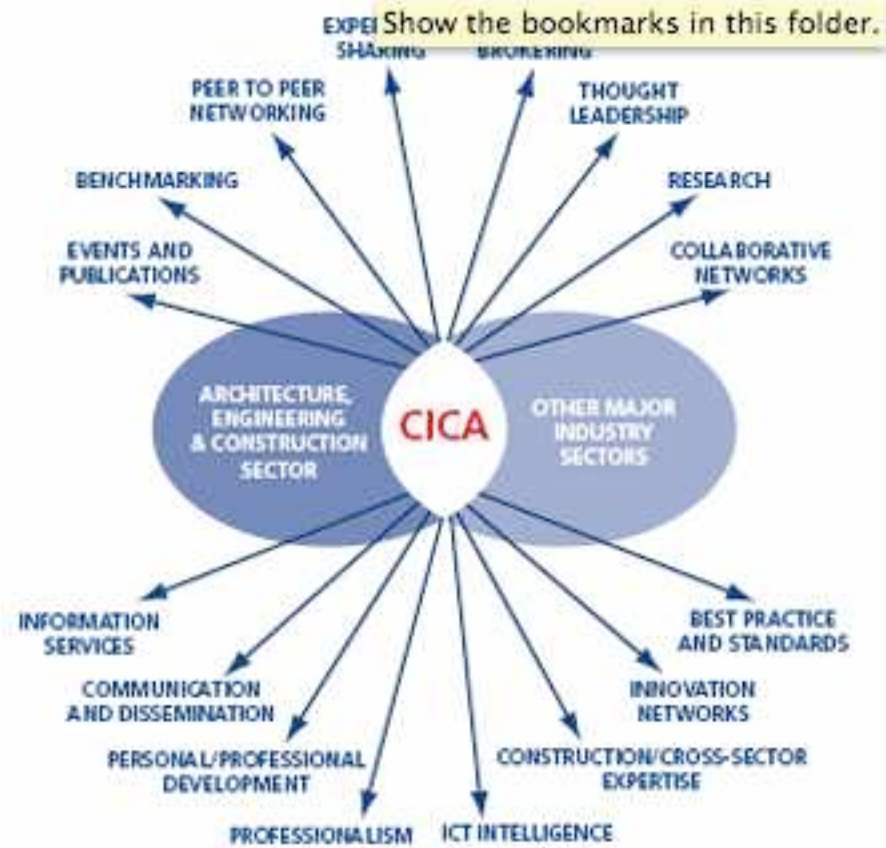 Show the bookmarks in this folder.
SHARING
BROKERING
PEER TO PEER
NETWORKING
THOUGHT
LEADERSHIP
BENCHMARKING
RESEARCH
EVENTS AND
PUBLICATIONS
COLLABORATIVE
NETWORKS
ARCHITECTURE,
ENGINEERING
& CONSTRUCTION
SECTOR
CICA
OTHER MAJOR
INDUSTRY
SECTORS
INFORMATION
SERVICES
BEST PRACTICE
AND STANDARDS
COMMUNICATION
AND DISSEMINATION
INNOVATION
NETWORKS
PERSONAL/PROFESSIONAL
DEVELOPMENT
CONSTRUCTION/CROSS-SECTOR
EXPERTISE
PROFESSIONALISM
ICT INTELLIGENCE